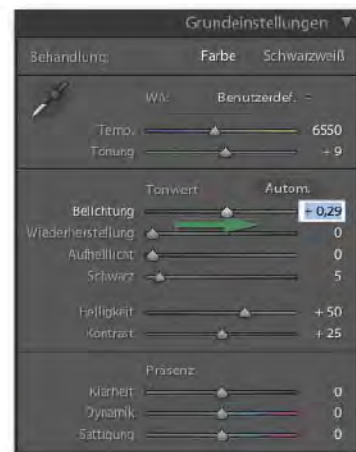 Grundeinstellungen
Behandlung: Farbe Schwarzweiß
WA: Benutzerdef.
Temp. 6550
Tonung + 9
Tonwert Autom.
Belichtung + 0,29
Wiederherstellung 0
Aufhelllicht 0
Schwarz 5
Helligkeit + 50
Kontrast + 25
Präsenz
Klarheit 0
Dynamik 0
Sättigung 0